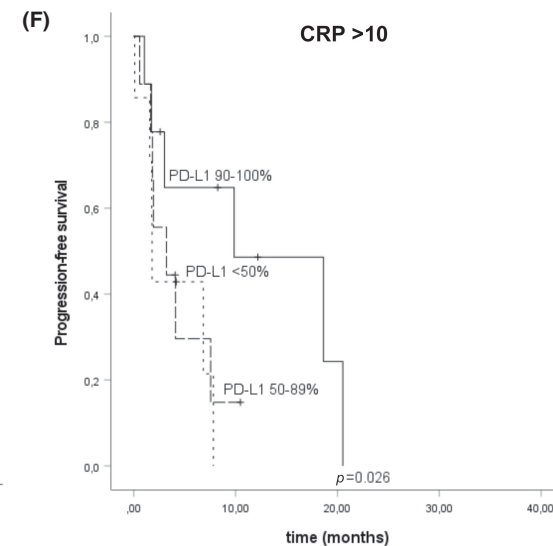 (F)
CRP >10
1,0
0,8
0,6
0,4
0,2
0,0
Progression-free survival
PD-L1 90-100%
PD-L1 <50%
PD-L1 50-89%
p=0.026
,00
10,00
20,00
30,00
40,00
time (months)